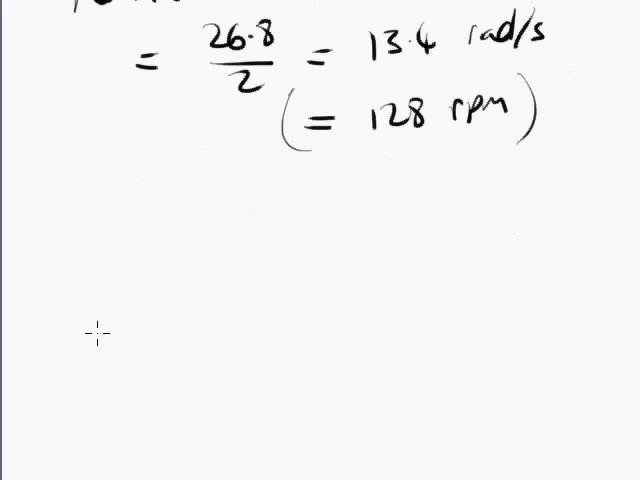 = 26.8/2 = 13.4 rad/s
(= 128 rpm)